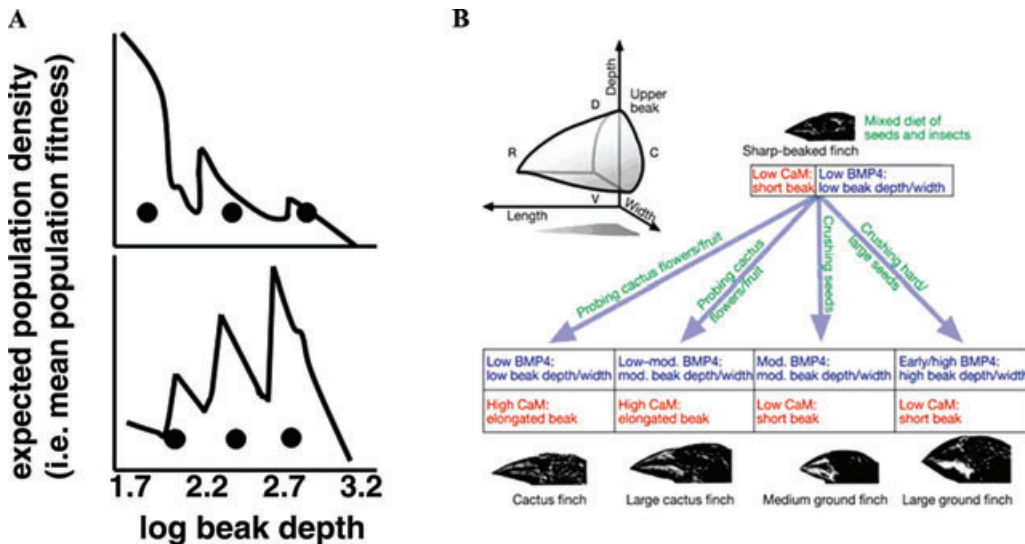 A
expected population density
(i.e. mean population fitness)
1.7 2.2 2.7 3.2
log beak depth
B
Depth
Upper
beak
D
R
C
V
Length
Width
Mixed diet of
seeds and insects
Sharp-beaked finch
Low CaM:
short beak
Low BMP4:
low beak depth/width
Probing cactus flowers/fruit
Probing cactus
flowers/fruit
Crushing seeds
Crushing hard/
large seeds
Low BMP4:
low beak depth/width
Low–mod. BMP4:
mod. beak depth/width
Mod. BMP4:
mod. beak depth/width
Early/high BMP4:
high beak depth/width
High CaM:
elongated beak
High CaM:
elongated beak
Low CaM:
short beak
Low CaM:
short beak
Cactus finch
Large cactus finch
Medium ground finch
Large ground finch